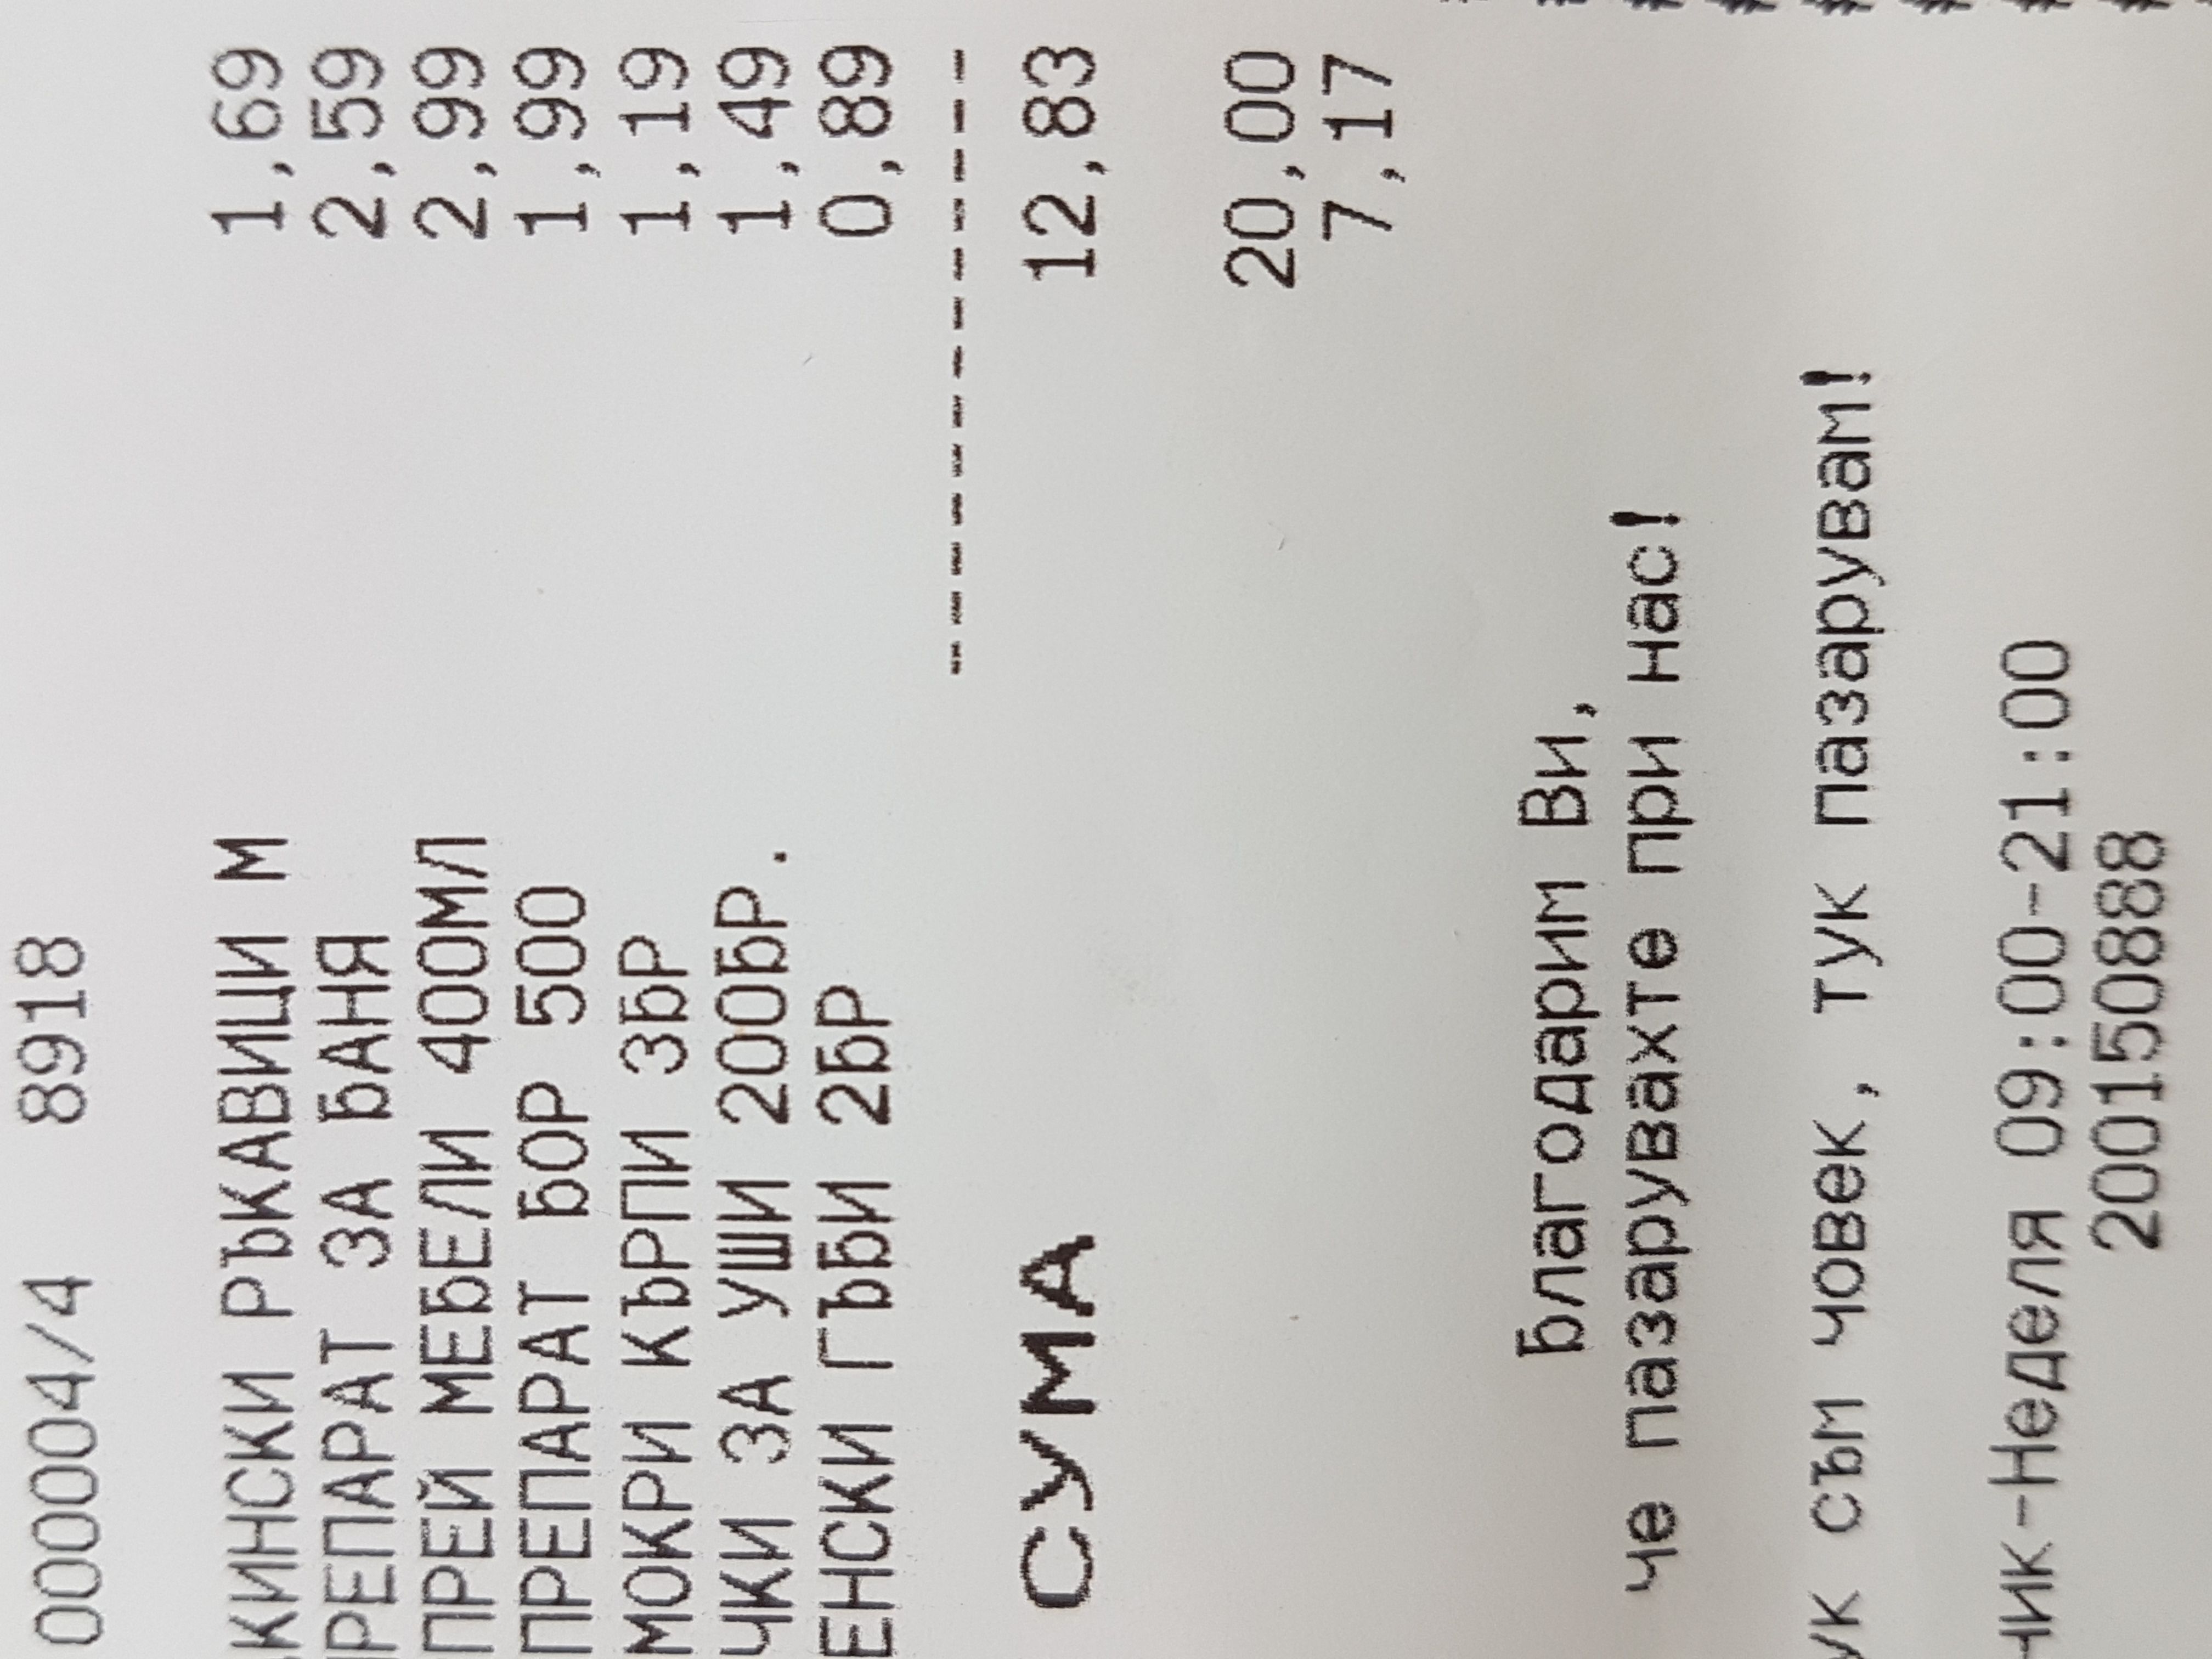 000004/4 8918
КИНСКИ РЪКАВИЦИ М 1,69
РЕПАРАТ ЗА БАНЯ 2,59
ПРЕЙ МЕБЕЛИ 400МЛ 2,99
ПРЕПАРАТ БОР 500 1,99
МОКРИ КЪРПИ 3БР 1,19
ЧКИ ЗА УШИ 200БР. 1,49
ЕНСКИ ГЪБИ 2БР 0,89
-------------
СУМА 12,83
20,00
7,17
Благодарим Ви,
че пазарувахте при нас!
ук съм човек, тук пазарувам!
ник-Неделя 09:00-21:00
200150888